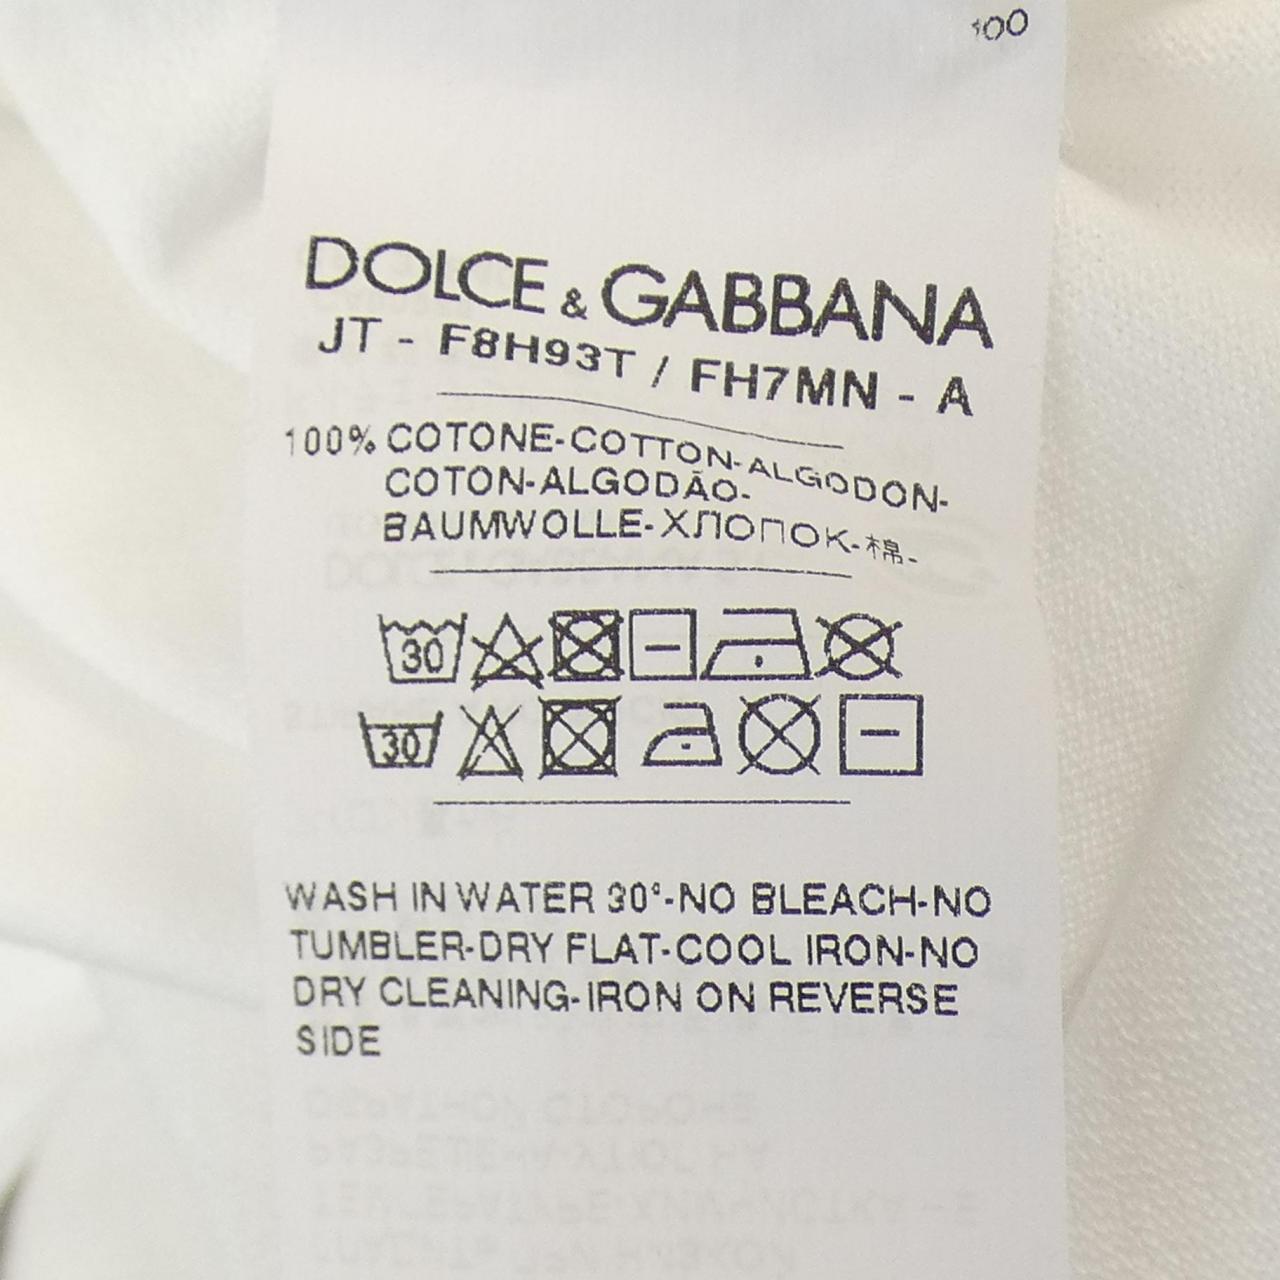 100
DOLCE & GABBANA
JT - F8H93T / FH7MN - A
100% COTONE-COTTON-ALGODON-
COTON-ALGODÃO-
BAUMWOLLE-ХЛОПОК-棉-
30
30
WASH IN WATER 30°-NO BLEACH-NO
TUMBLER-DRY FLAT-COOL IRON-NO
DRY CLEANING-IRON ON REVERSE
SIDE